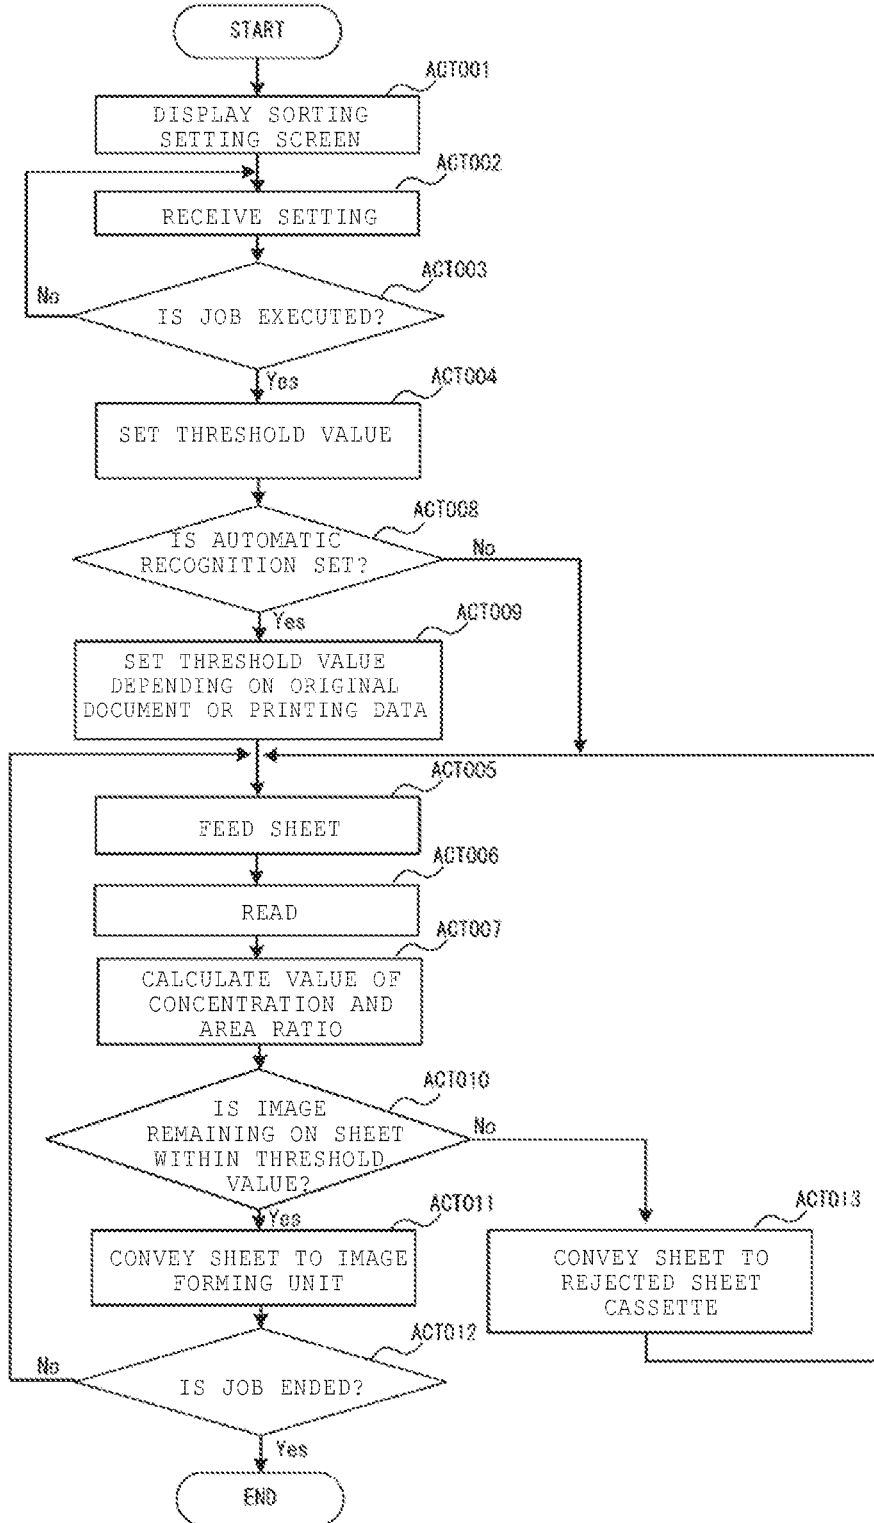 START
ACT001
DISPLAY SORTING
SETTING SCREEN
ACT002
RECEIVE SETTING
ACT003
No
IS JOB EXECUTED?
Yes
ACT004
SET THRESHOLD VALUE
ACT008
IS AUTOMATIC
RECOGNITION SET?
No
Yes
ACT009
SET THRESHOLD VALUE
DEPENDING ON ORIGINAL
DOCUMENT OR PRINTING DATA
ACT005
FEED SHEET
ACT006
READ
ACT007
CALCULATE VALUE OF
CONCENTRATION AND
AREA RATIO
ACT010
IS IMAGE
REMAINING ON SHEET
WITHIN THRESHOLD
VALUE?
No
Yes
ACT011
CONVEY SHEET TO IMAGE
FORMING UNIT
ACT013
CONVEY SHEET TO
REJECTED SHEET
CASSETTE
ACT012
No
IS JOB ENDED?
Yes
END